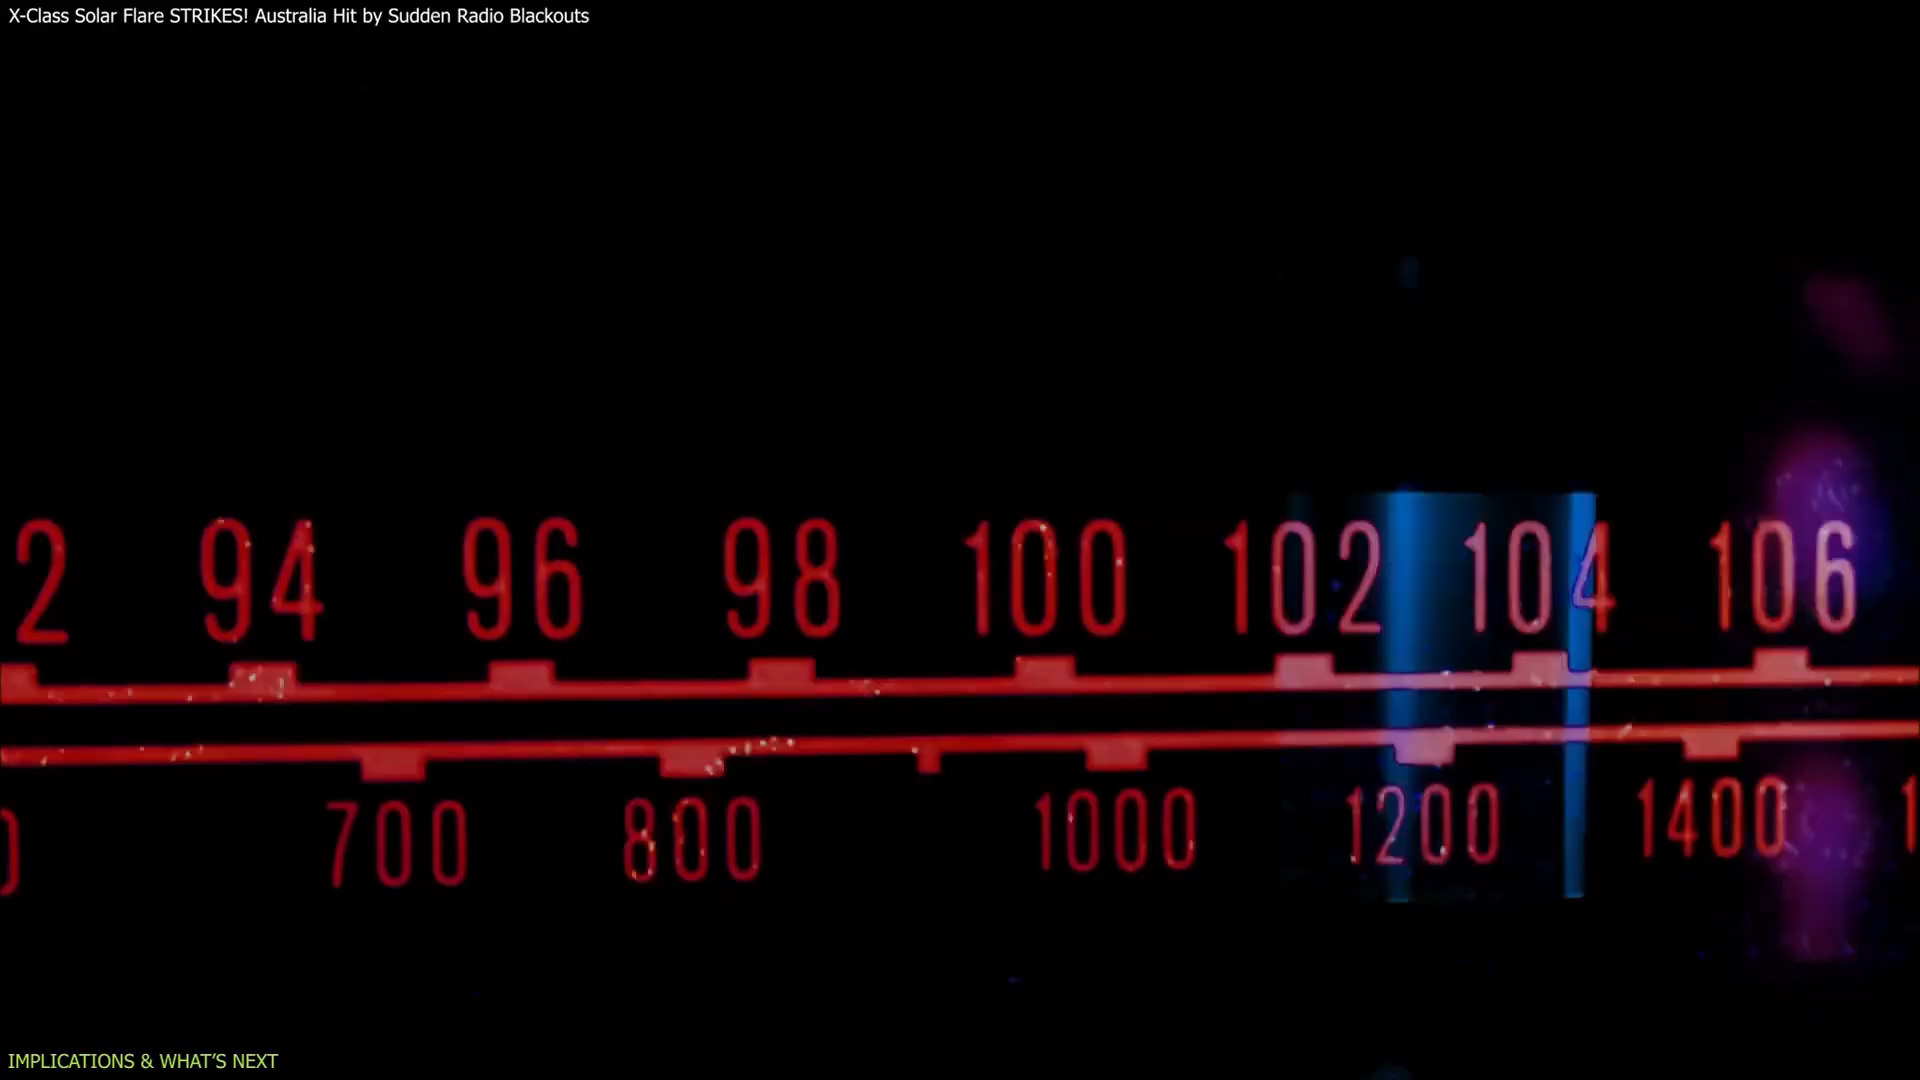 X-Class Solar Flare STRIKES! Australia Hit by Sudden Radio Blackouts
2 94 96 98 100 102 104 106
700 800 1000 1200 1400
IMPLICATIONS & WHAT'S NEXT